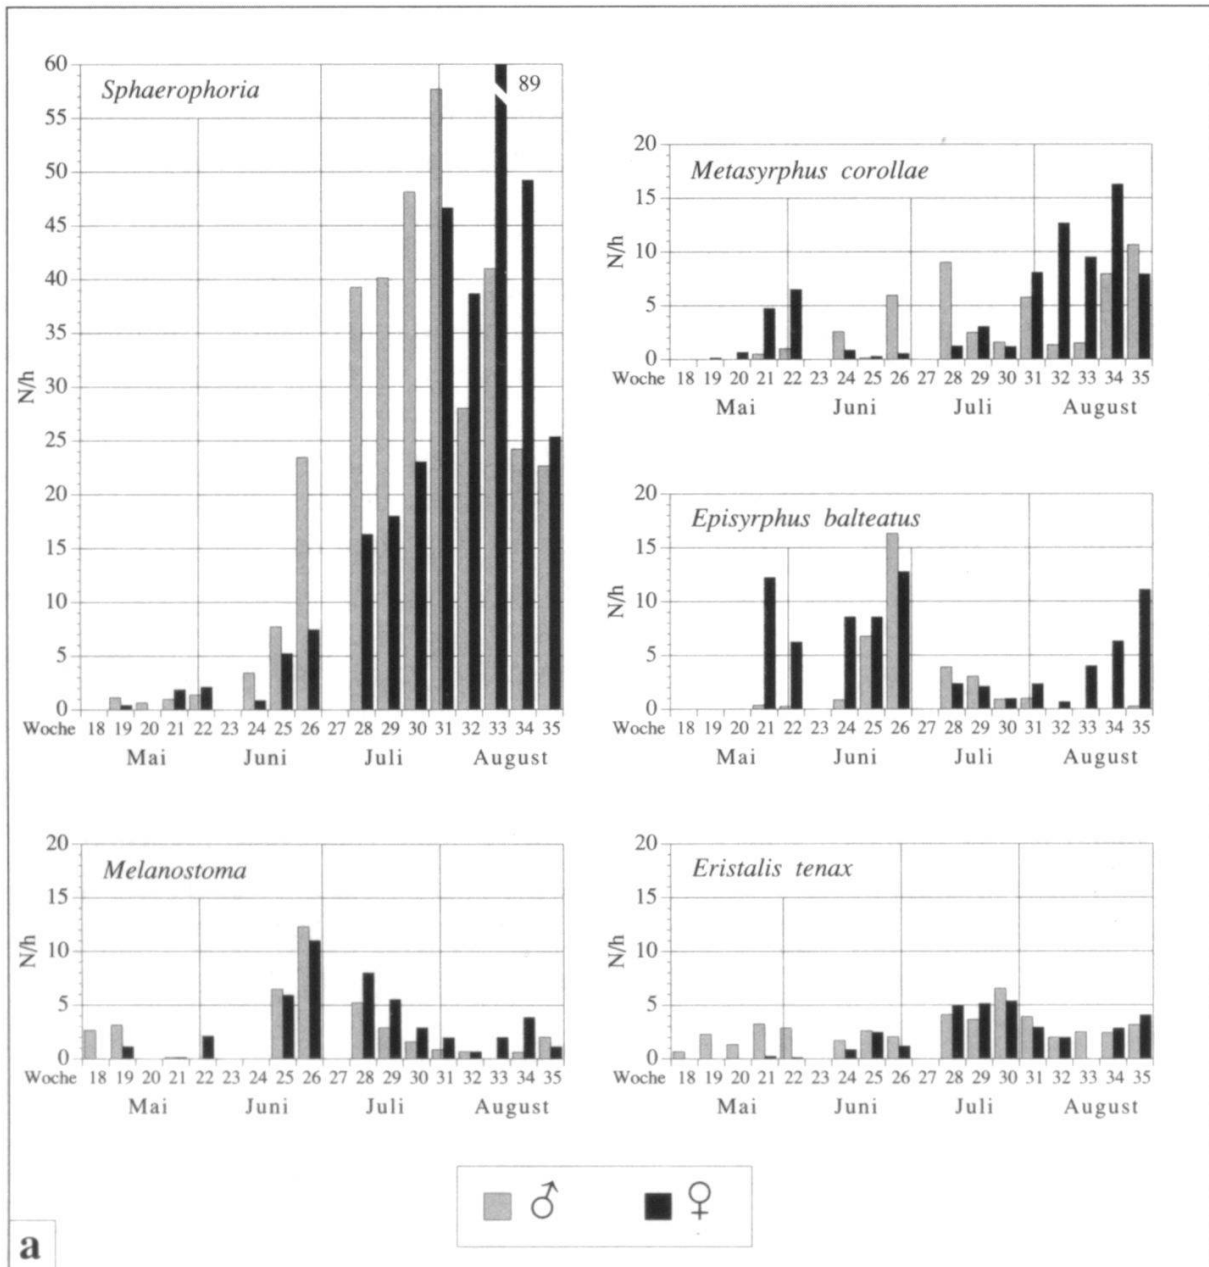 Sphaerophoria
89
60
55
50
45
40
35
30
25
20
15
10
5
0
N/h
Woche 18 19 20 21 22 23 24 25 26 27 28 29 30 31 32 33 34 35
Mai Juni Juli August
Metasyrphus corollae
20
15
10
5
0
N/h
Woche 18 19 20 21 22 23 24 25 26 27 28 29 30 31 32 33 34 35
Mai Juni Juli August
Episyrphus balteatus
20
15
10
5
0
N/h
Woche 18 19 20 21 22 23 24 25 26 27 28 29 30 31 32 33 34 35
Mai Juni Juli August
Melanostoma
20
15
10
5
0
N/h
Woche 18 19 20 21 22 23 24 25 26 27 28 29 30 31 32 33 34 35
Mai Juni Juli August
Eristalis tenax
20
15
10
5
0
N/h
Woche 18 19 20 21 22 23 24 25 26 27 28 29 30 31 32 33 34 35
Mai Juni Juli August
♂ ♀
a